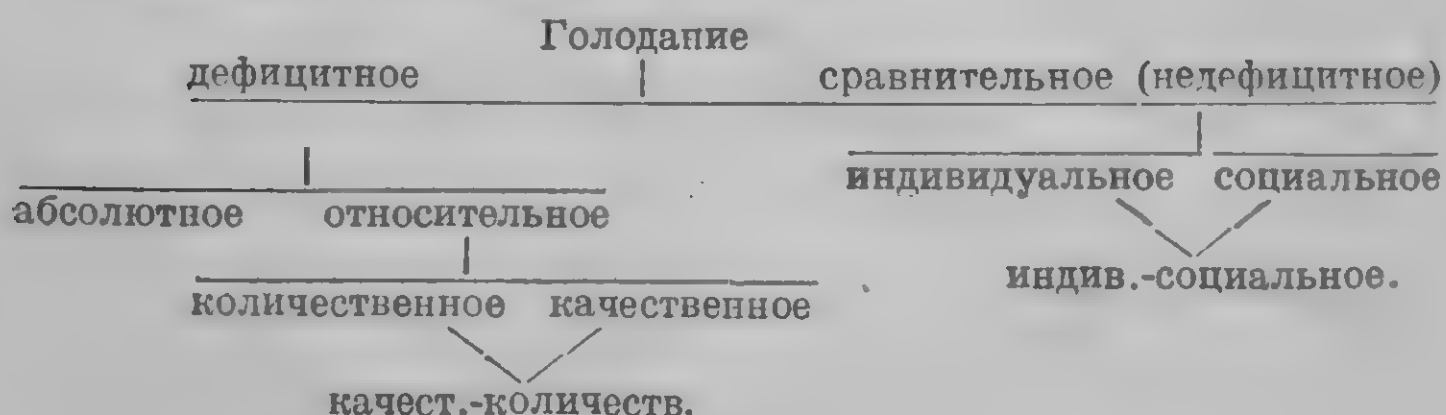 Голодание
дефицитное сравнительное (недефицитное)
индивидуальное социальное
абсолютное относительное
индив.-социальное.
количественное качественное
качест.-количеств.